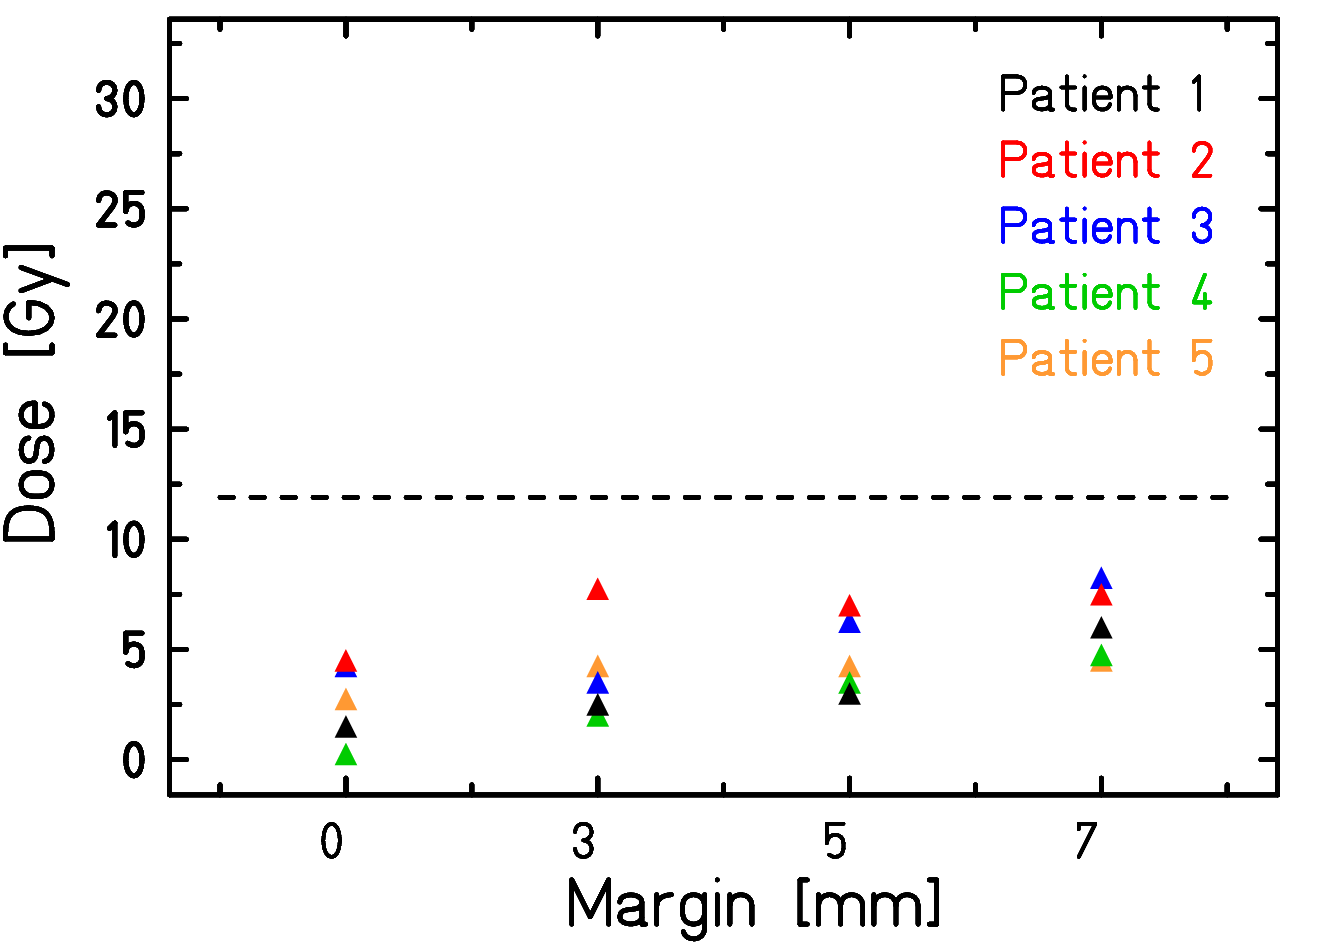 Patient 1
Patient 2
Patient 3
Patient 4
Patient 5
30
25
20
15
10
5
0
Dose [Gy]
0 3 5 7
Margin [mm]